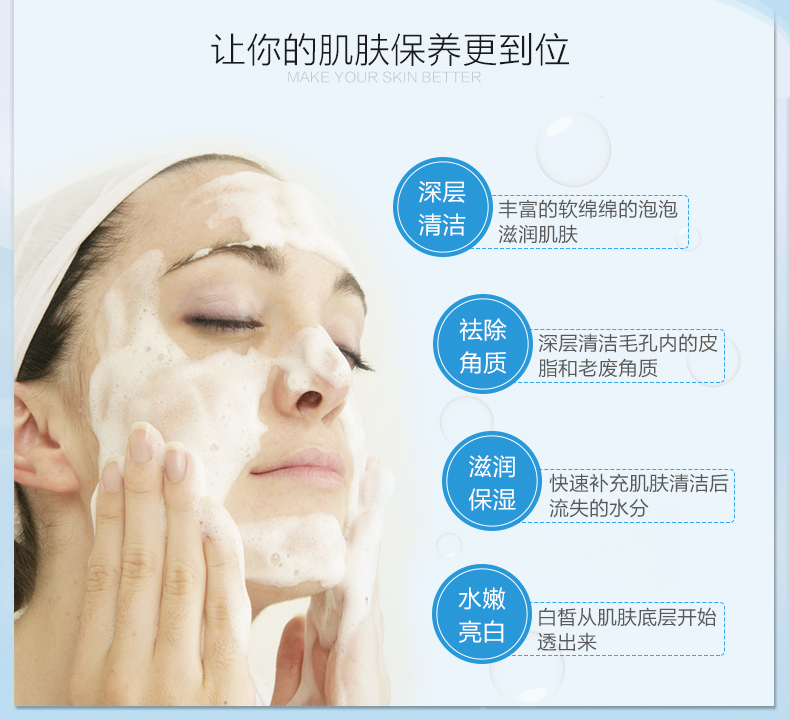 让你的肌肤保养更到位
MAKE YOUR SKIN BETTER
深层
清洁
丰富的软绵绵的泡泡
滋润肌肤
祛除
角质
深层清洁毛孔内的皮
脂和老废角质
滋润
保湿
快速补充肌肤清洁后
流失的水分
水嫩
亮白
白皙从肌肤底层开始
透出来